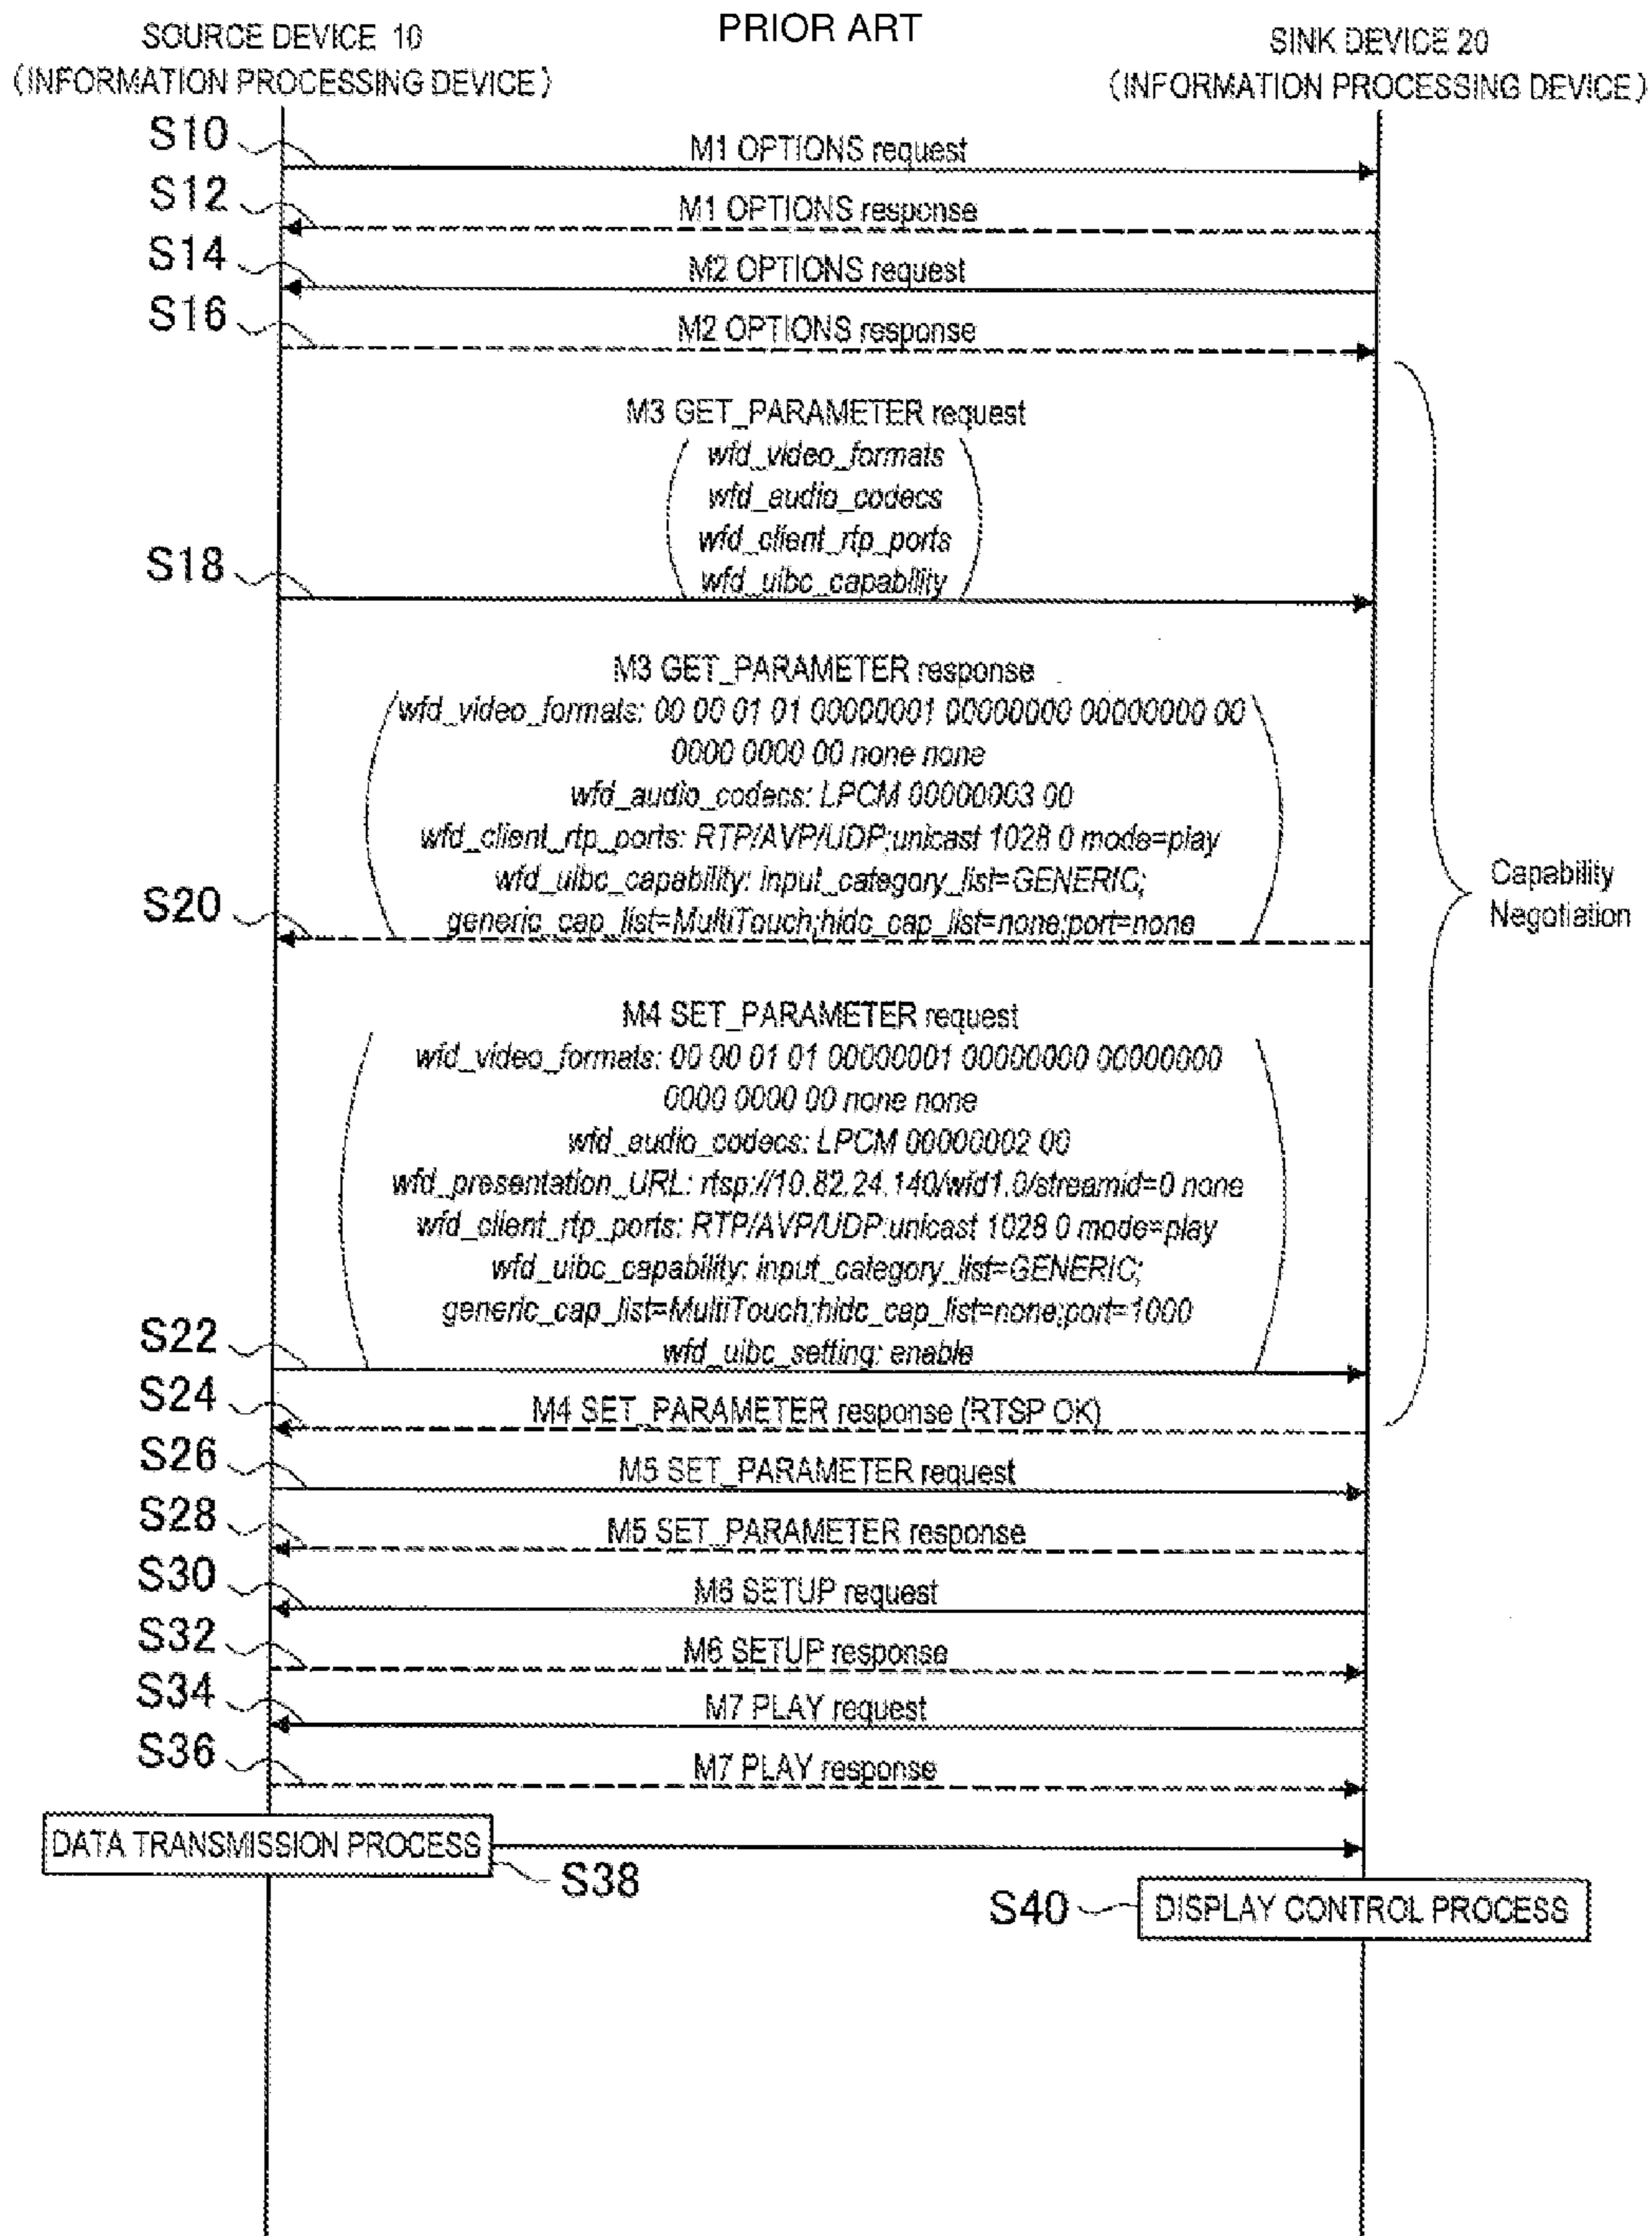 PRIOR ART
SOURCE DEVICE 10
(INFORMATION PROCESSING DEVICE)
SINK DEVICE 20
(INFORMATION PROCESSING DEVICE)
S10
M1 OPTIONS request
S12
M1 OPTIONS response
S14
M2 OPTIONS request
S16
M2 OPTIONS response
M3 GET_PARAMETER request
wfd_video_formats
wfd_audio_codecs
wfd_client_rtp_ports
S18
wfd_uibc_capability
M3 GET_PARAMETER response
wfd_video_formats: 00 00 01 01 00000001 00000000 00000000 00
0000 0000 00 none none
wfd_audio_codecs: LPCM 00000003 00
wfd_client_rtp_ports: RTP/AVP/UDP;unicast 1028 0 mode=play
wfd_uibc_capability: input_category_list=GENERIC;
S20
generic_cap_list=MultiTouch;hidc_cap_list=none;port=none
Capability
Negotiation
M4 SET_PARAMETER request
wfd_video_formats: 00 00 01 01 00000001 00000000 00000000
0000 0000 00 none none
wfd_audio_codecs: LPCM 00000002 00
wfd_presentation_URL: rtsp://10.82.24.140/wfd1.0/streamid=0 none
wfd_client_rtp_ports: RTP/AVP/UDP:unicast 1028 0 mode=play
wfd_uibc_capability: input_category_list=GENERIC;
generic_cap_list=MultiTouch;hidc_cap_list=none;port=1000
S22
wfd_uibc_setting: enable
S24
M4 SET_PARAMETER response (RTSP OK)
S26
M5 SET_PARAMETER request
S28
M5 SET_PARAMETER response
S30
M6 SETUP request
S32
M6 SETUP response
S34
M7 PLAY request
S36
M7 PLAY response
DATA TRANSMISSION PROCESS
S38
S40
DISPLAY CONTROL PROCESS